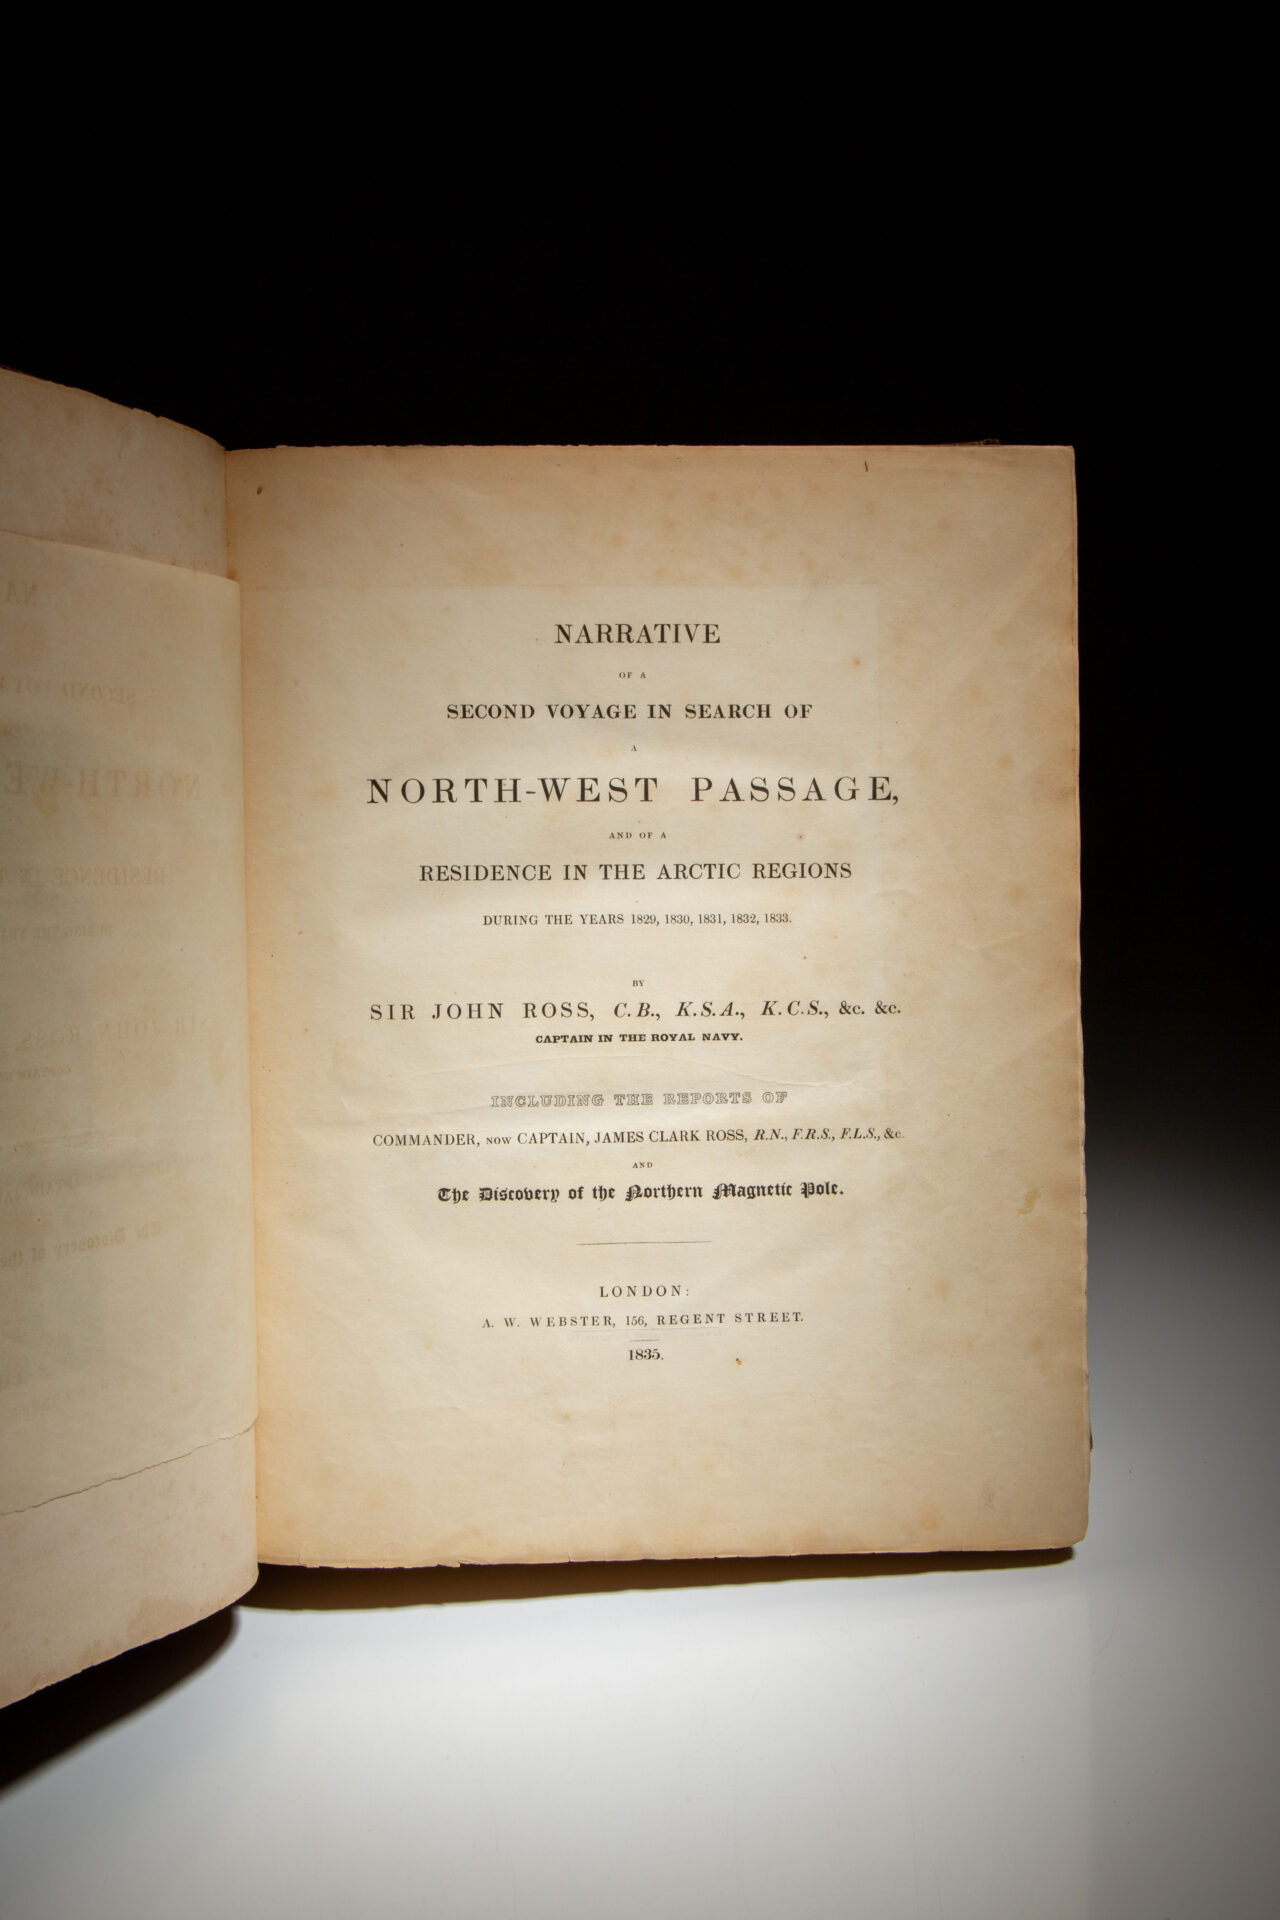 NARRATIVE
OF A
SECOND VOYAGE IN SEARCH OF
A
NORTH-WEST PASSAGE,
AND OF A
RESIDENCE IN THE ARCTIC REGIONS
DURING THE YEARS 1829, 1830, 1831, 1832, 1833.
BY
SIR JOHN ROSS, C.B., K.S.A., K.C.S., &c. &c.
CAPTAIN IN THE ROYAL NAVY.
INCLUDING THE REPORTS OF
COMMANDER, NOW CAPTAIN, JAMES CLARK ROSS, R.N., F.R.S., F.L.S., &c.
AND
The Discovery of the Northern Magnetic Pole.
LONDON:
A. W. WEBSTER, 156, REGENT STREET.
1835.